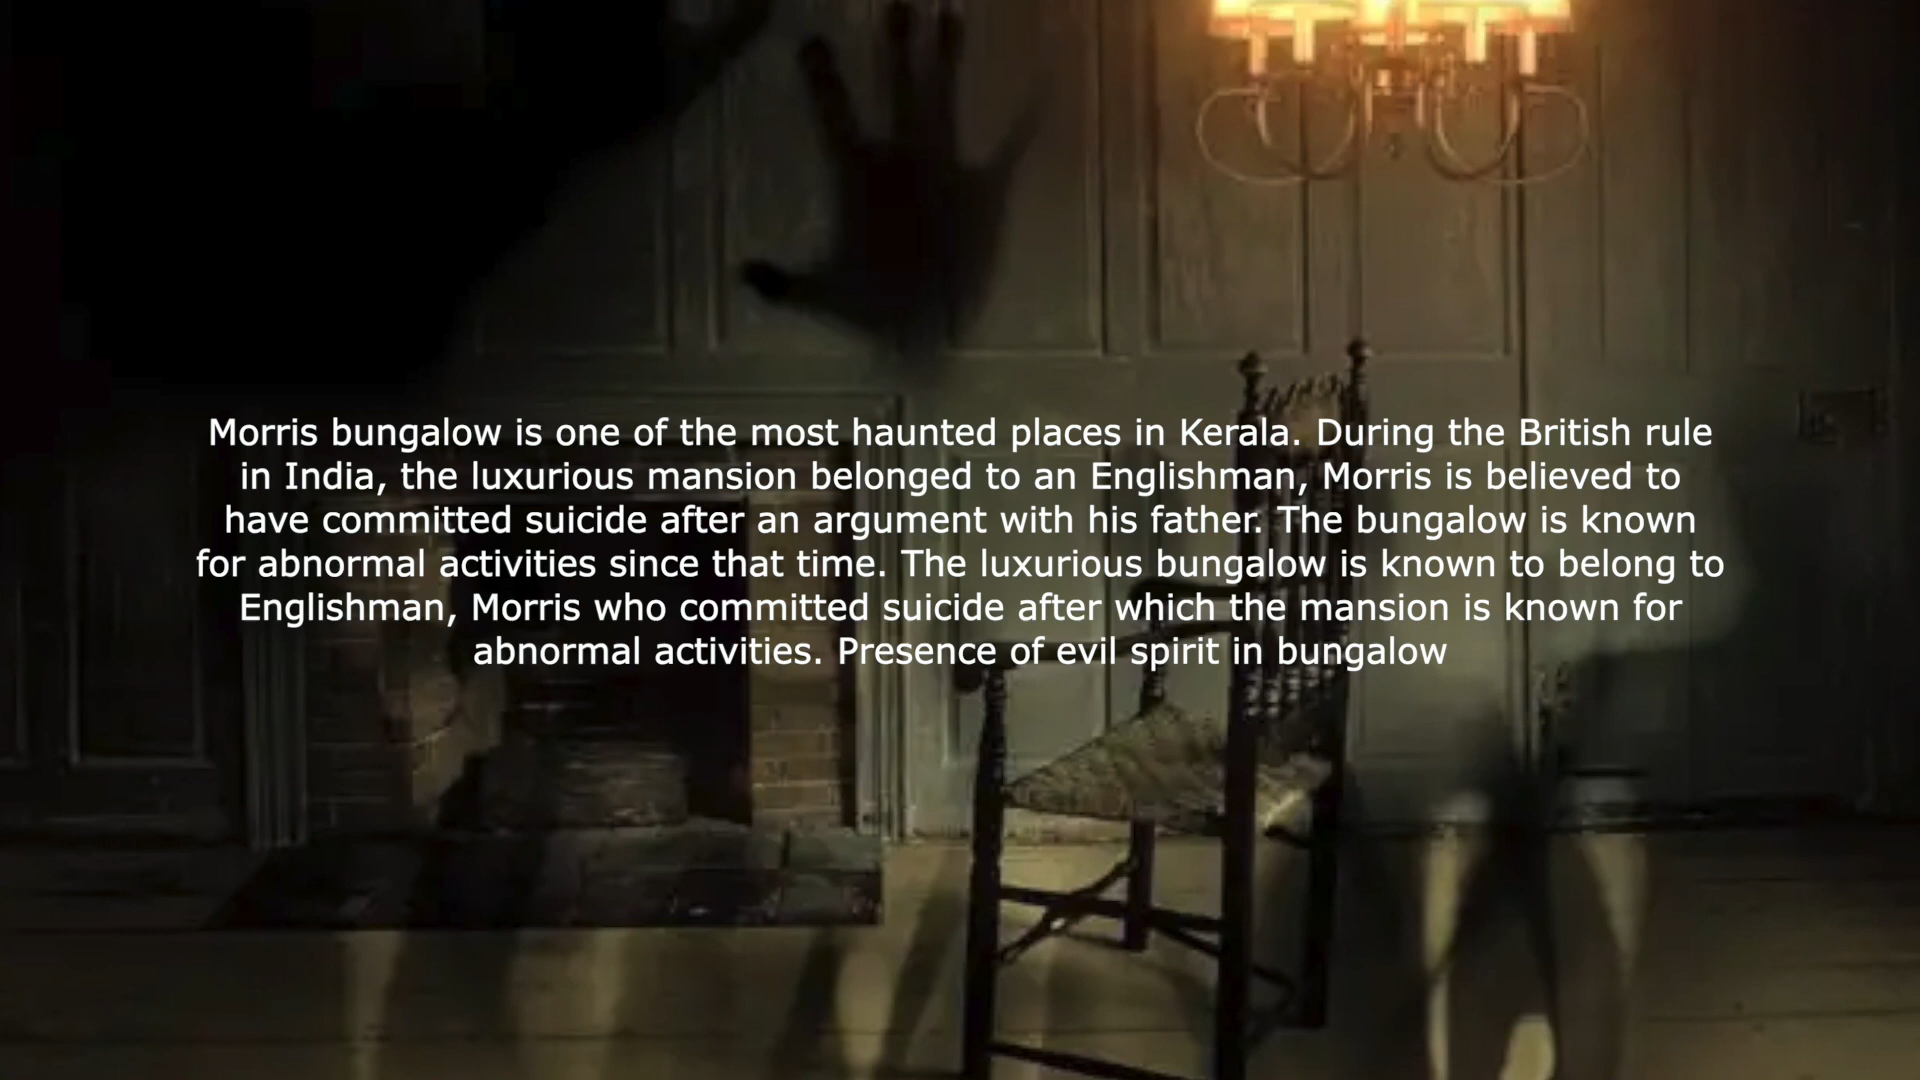 Morris bungalow is one of the most haunted places in Kerala. During the British rule
in India, the luxurious mansion belonged to an Englishman, Morris is believed to
have committed suicide after an argument with his father. The bungalow is known
for abnormal activities since that time. The luxurious bungalow is known to belong to
Englishman, Morris who committed suicide after which the mansion is known for
abnormal activities. Presence of evil spirit in bungalow